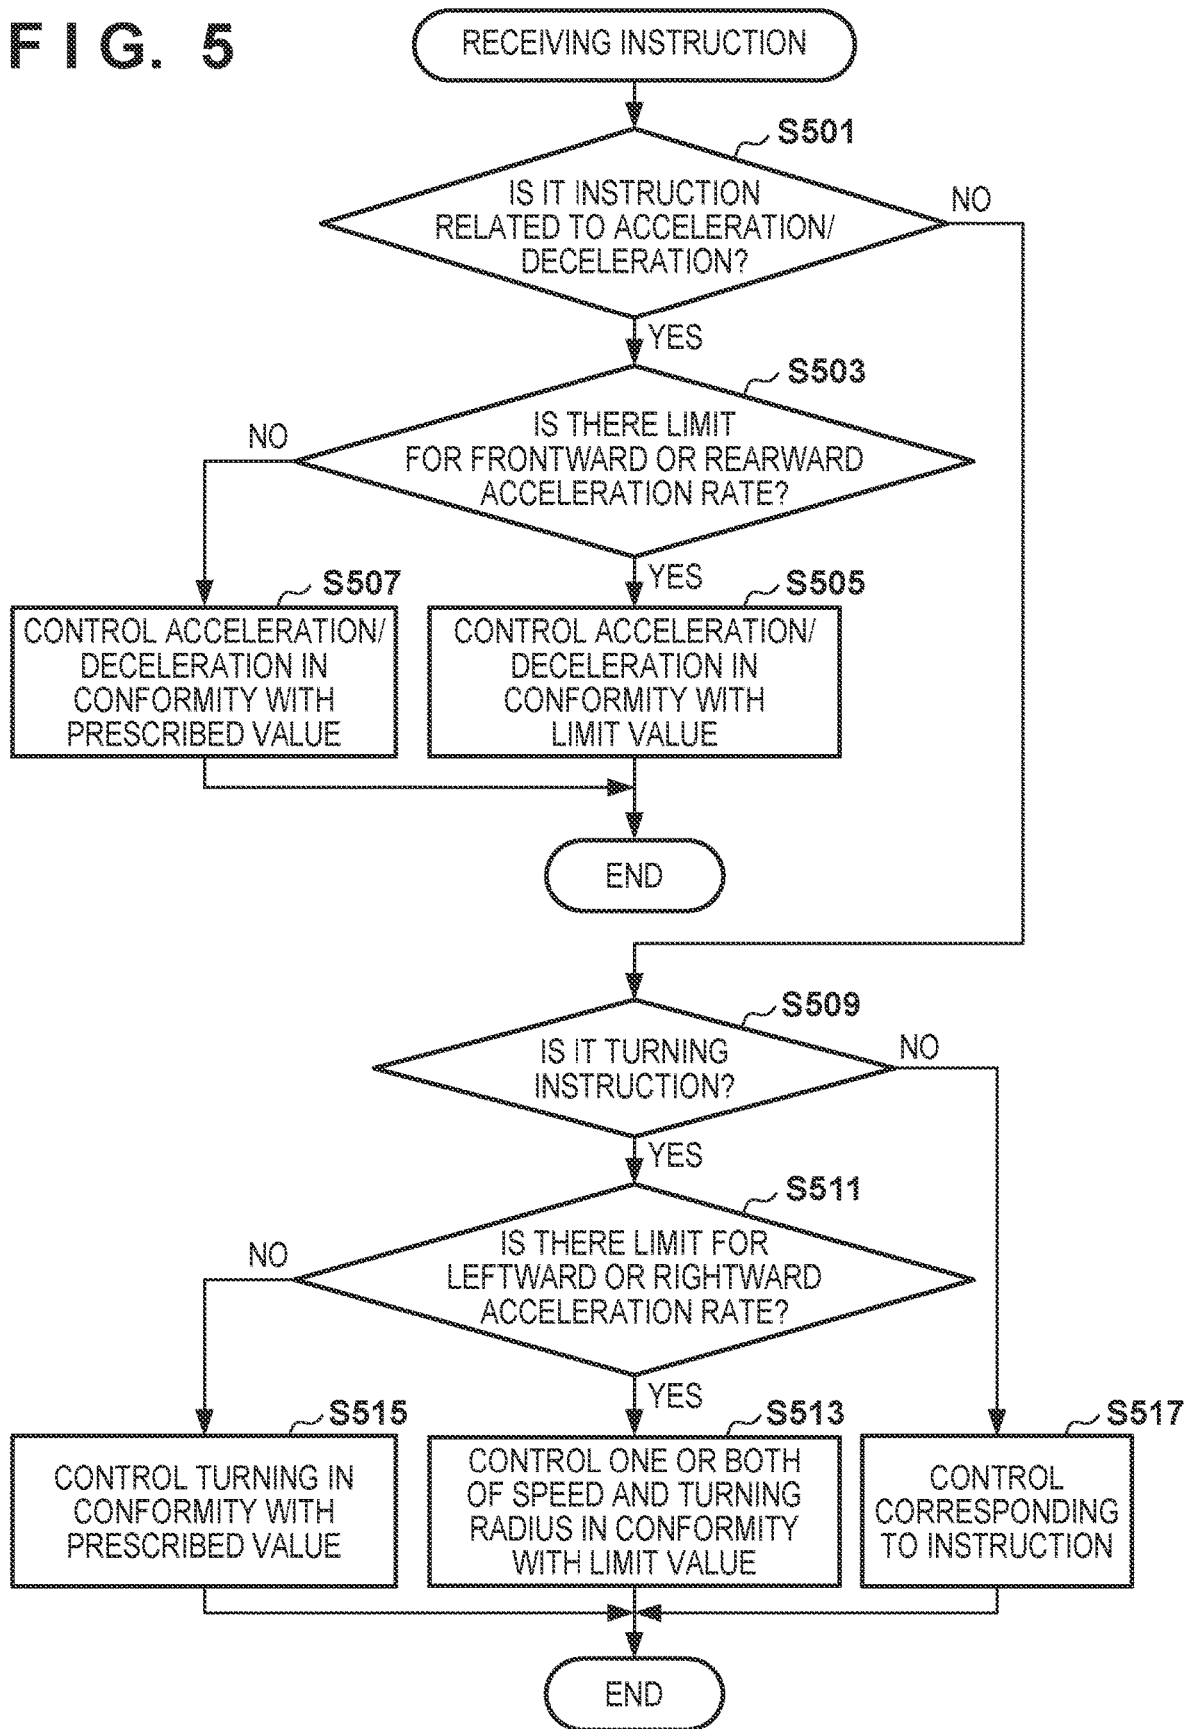 FIG. 5
RECEIVING INSTRUCTION
S501
IS IT INSTRUCTION
RELATED TO ACCELERATION/
DECELERATION?
NO
YES
S503
IS THERE LIMIT
FOR FRONTWARD OR REARWARD
ACCELERATION RATE?
NO
YES
S507
CONTROL ACCELERATION/
DECELERATION IN
CONFORMITY WITH
PRESCRIBED VALUE
S505
CONTROL ACCELERATION/
DECELERATION IN
CONFORMITY WITH
LIMIT VALUE
END
S509
IS IT TURNING
INSTRUCTION?
NO
YES
S511
IS THERE LIMIT FOR
LEFTWARD OR RIGHTWARD
ACCELERATION RATE?
NO
YES
S515
CONTROL TURNING IN
CONFORMITY WITH
PRESCRIBED VALUE
S513
CONTROL ONE OR BOTH
OF SPEED AND TURNING
RADIUS IN CONFORMITY
WITH LIMIT VALUE
S517
CONTROL
CORRESPONDING
TO INSTRUCTION
END